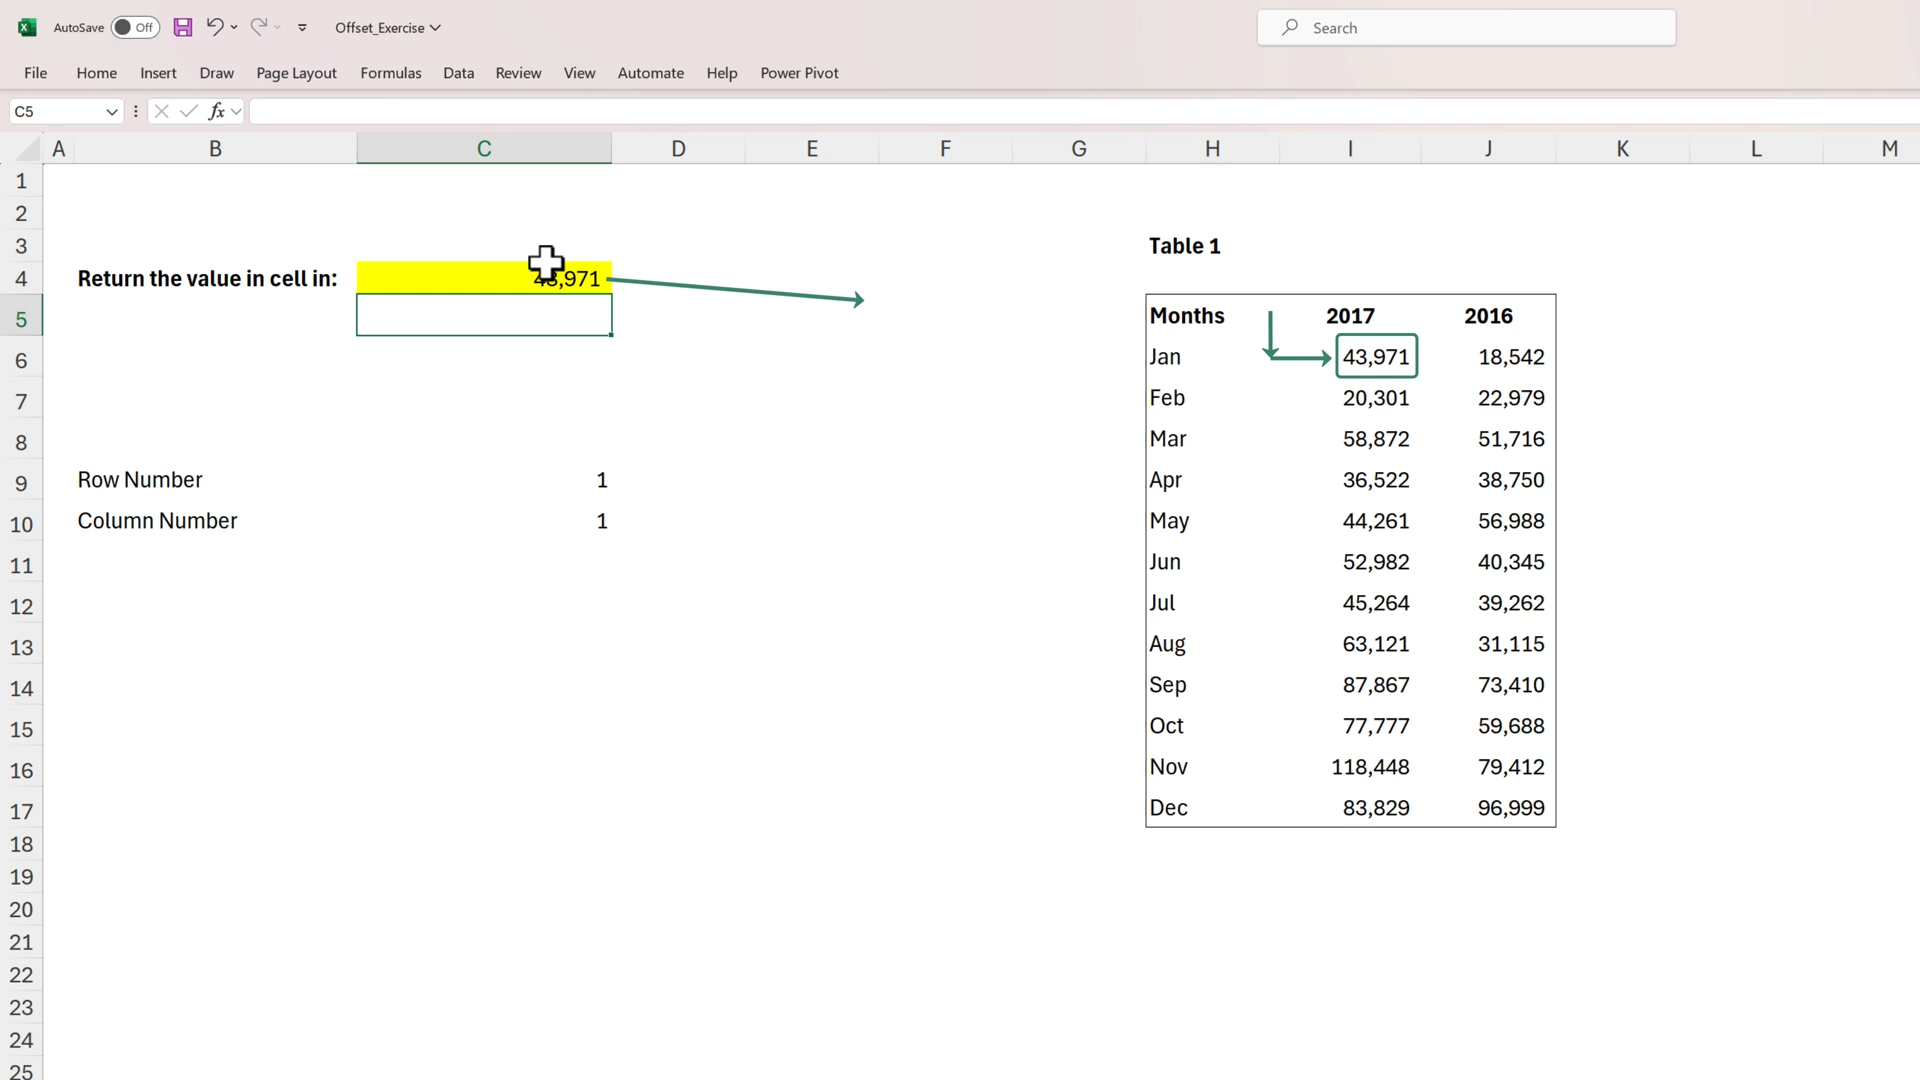 AutoSave Off Offset_Exercise Search
File Home Insert Draw Page Layout Formulas Data Review View Automate Help Power Pivot
C5 fx
A B C D E F G H I J K L M
1
2
3 Table 1
4 Return the value in cell in: 43,971
5 Months 2017 2016
6 Jan 43,971 18,542
7 Feb 20,301 22,979
8 Mar 58,872 51,716
9 Row Number 1 Apr 36,522 38,750
10 Column Number 1 May 44,261 56,988
11 Jun 52,982 40,345
12 Jul 45,264 39,262
13 Aug 63,121 31,115
14 Sep 87,867 73,410
15 Oct 77,777 59,688
16 Nov 118,448 79,412
17 Dec 83,829 96,999
18
19
20
21
22
23
24
25